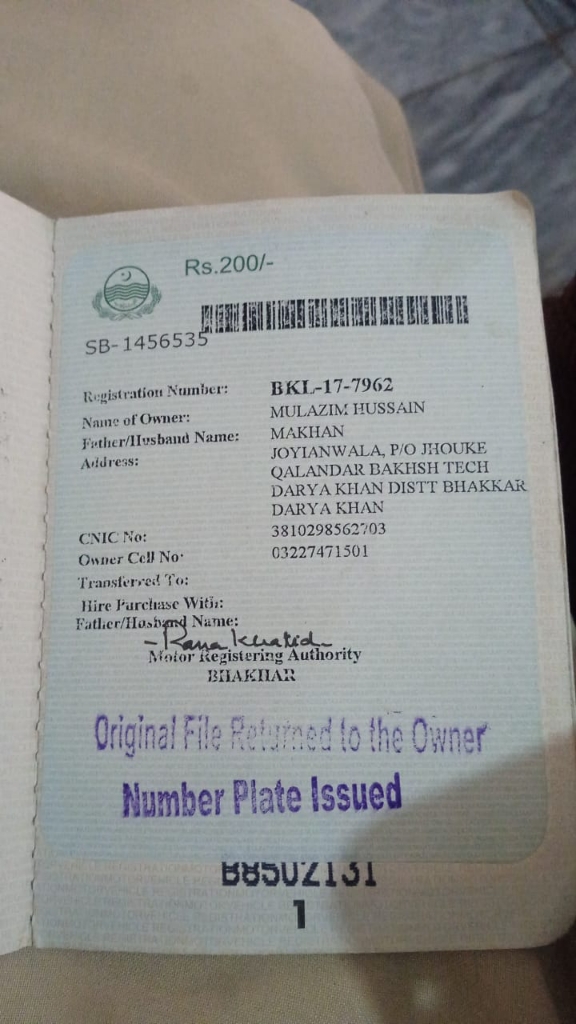 Rs.200/-
SB-1456535
Registration Number: BKL-17-7962
Name of Owner: MULAZIM HUSSAIN
Father/Husband Name: MAKHAN
Address: JOYIANWALA, P/O JHOUKE
QALANDAR BAKHSH TECH
DARYA KHAN DISTT BHAKKAR
DARYA KHAN
CNIC No: 3810298562703
Owner Cell No: 03227471501
Transferred To:
Hire Purchase With:
Father/Husband Name:
Motor Registering Authority
BHAKHAR
Original File Returned to the Owner
Number Plate Issued
B8502131
1